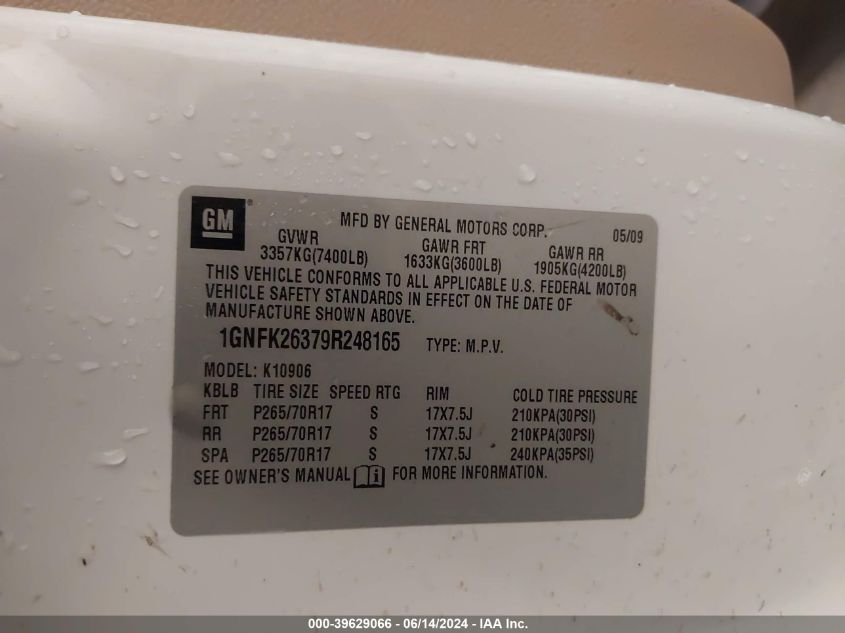 GM
MFD BY GENERAL MOTORS CORP. 05/09
GVWR GAWR FRT GAWR RR
3357KG(7400LB) 1633KG(3600LB) 1905KG(4200LB)
THIS VEHICLE CONFORMS TO ALL APPLICABLE U.S. FEDERAL MOTOR
VEHICLE SAFETY STANDARDS IN EFFECT ON THE DATE OF
MANUFACTURE SHOWN ABOVE.
1GNFK26379R248165 TYPE: M.P.V.
MODEL: K10906
KBLB TIRE SIZE SPEED RTG RIM COLD TIRE PRESSURE
FRT P265/70R17 S 17X7.5J 210KPA(30PSI)
RR P265/70R17 S 17X7.5J 210KPA(30PSI)
SPA P265/70R17 S 17X7.5J 240KPA(35PSI)
SEE OWNER'S MANUAL i FOR MORE INFORMATION.
000-39629066 - 06/14/2024 - IAA Inc.